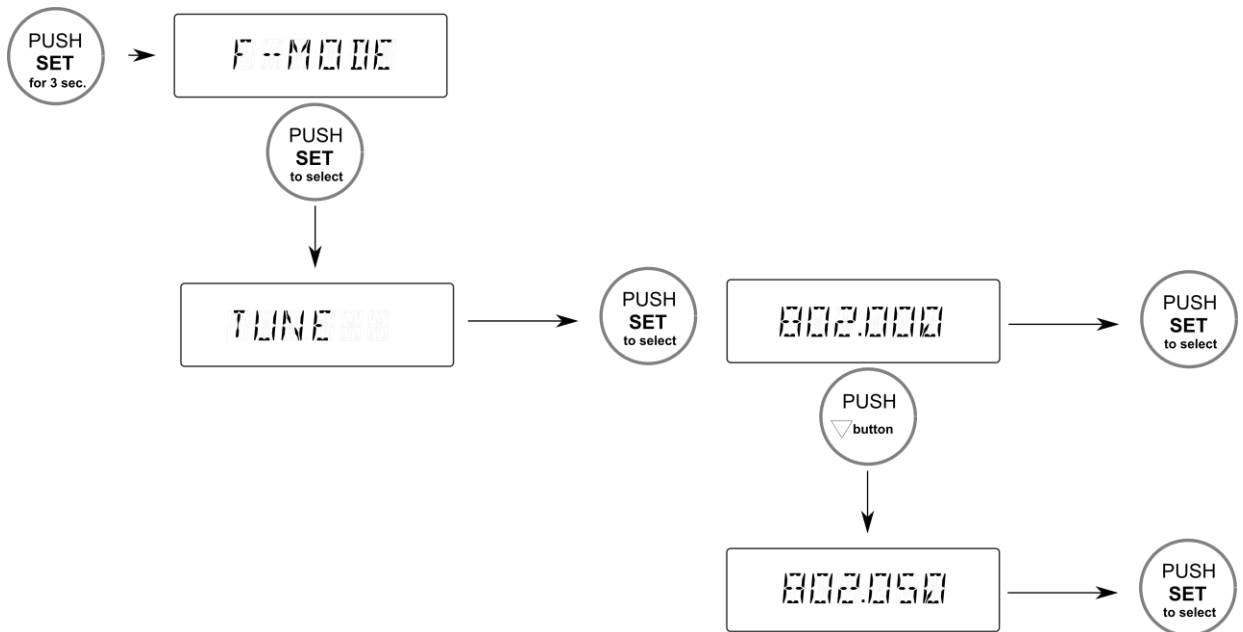 PUSH
SET
for 3 sec.
F--MODE
PUSH
SET
to select
TUNE
PUSH
SET
to select
802.000
PUSH
SET
to select
PUSH
button
802.050
PUSH
SET
to select